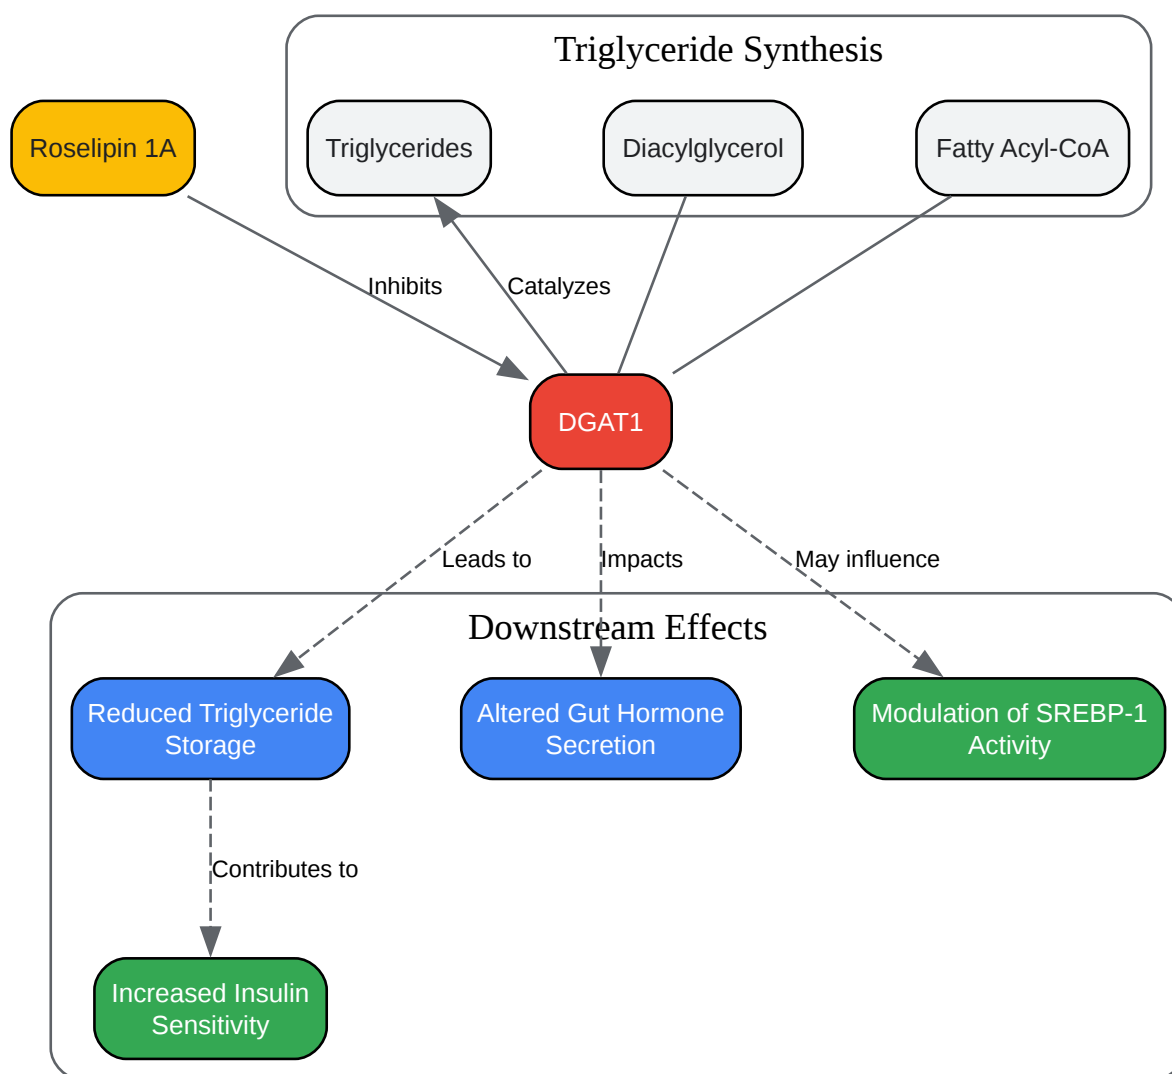 Triglyceride Synthesis
Roselipin 1A
Triglycerides
Diacylglycerol
Fatty Acyl-CoA
Inhibits
Catalyzes
DGAT1
Leads to
Impacts
May influence
Downstream Effects
Reduced Triglyceride
Storage
Altered Gut Hormone
Secretion
Modulation of SREBP-1
Activity
Contributes to
Increased Insulin
Sensitivity